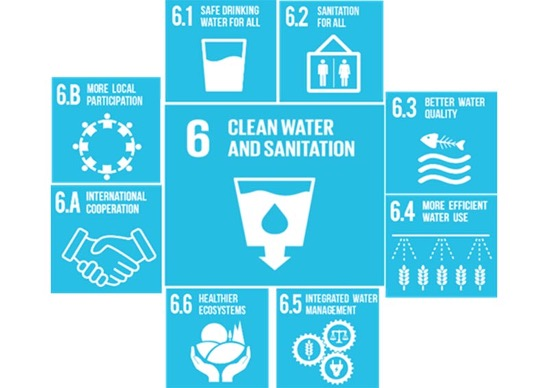 6.1 SAFE DRINKING
WATER FOR ALL
6.2 SANITATION
FOR ALL
6.B MORE LOCAL
PARTICIPATION
6 CLEAN WATER
AND SANITATION
6.3 BETTER WATER
QUALITY
6.A INTERNATIONAL
COOPERATION
6.4 MORE EFFICIENT
WATER USE
6.6 HEALTHIER
ECOSYSTEMS
6.5 INTEGRATED WATER
MANAGEMENT